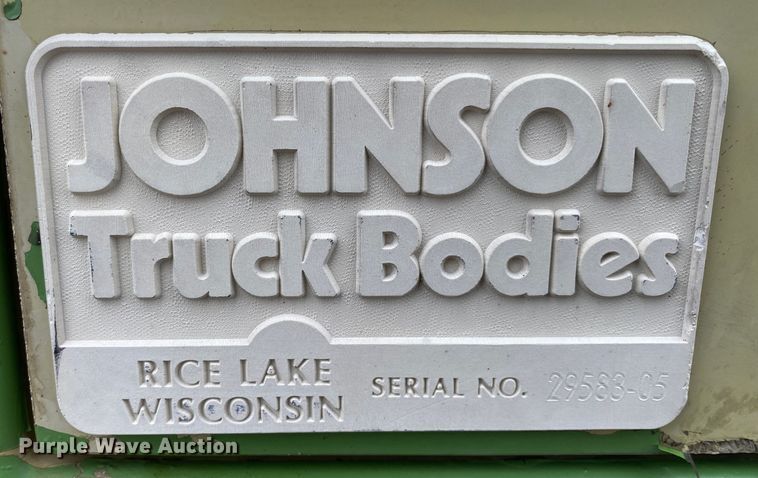 JOHNSON
Truck Bodies
RICE LAKE
WISCONSIN
SERIAL NO. 29583-05
Purple Wave Auction